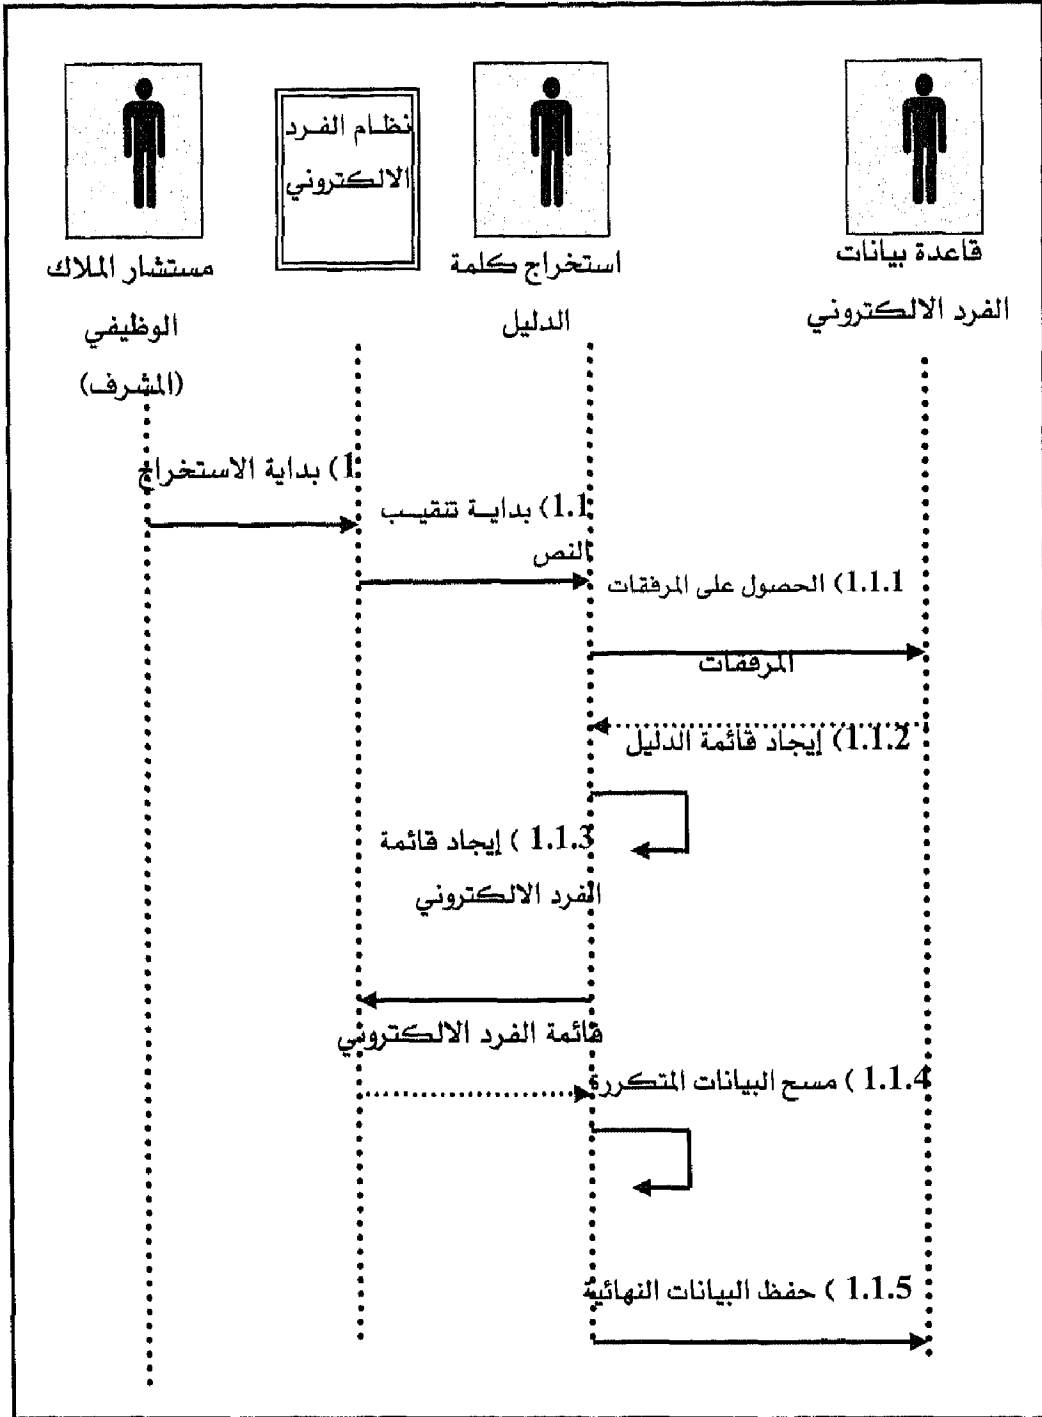 نظام الفرد
الالكتروني
مستشار الملاك
الوظيفي
(المشرف)
استخراج كلمة
الدليل
قاعدة بيانات
الفرد الالكتروني
1) بداية الاستخراج
1.1) بداية تنقيب
النص
1.1.1) الحصول على المرفقات
المرفقات
1.1.2) إيجاد قائمة الدليل
1.1.3 ) إيجاد قائمة
الفرد الالكتروني
قائمة الفرد الالكتروني
1.1.4 ) مسح البيانات المتكررة
1.1.5 ) حفظ البيانات النهائية